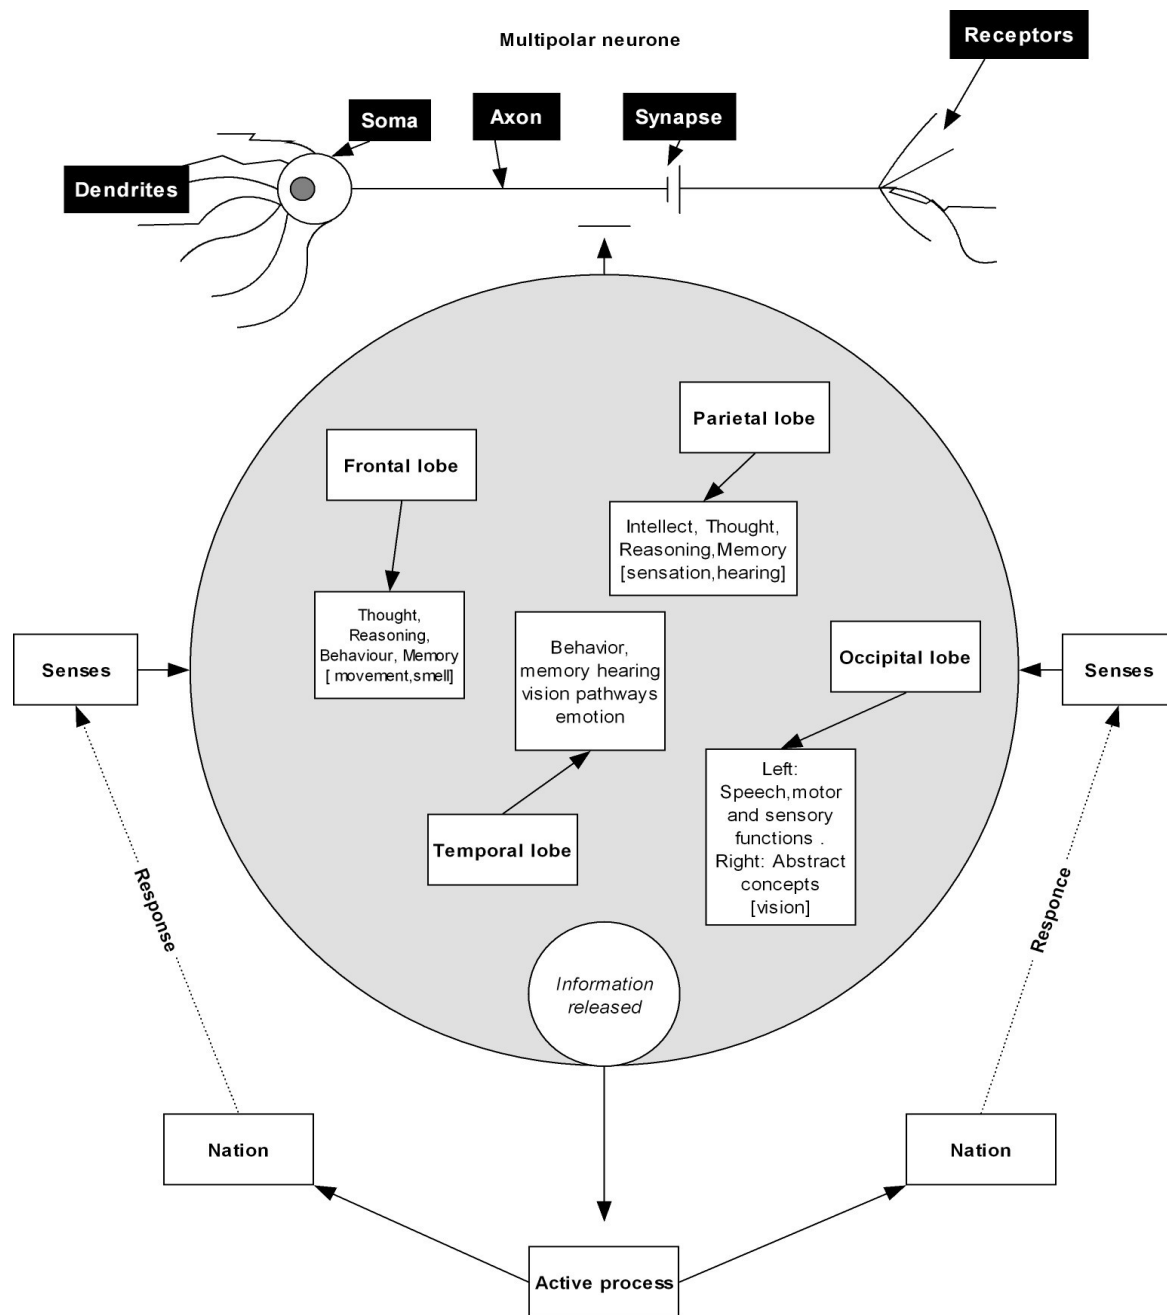 Multipolar neurone
Receptors
Soma
Axon
Synapse
Dendrites
Parietal lobe
Frontal lobe
Intellect, Thought,
Reasoning,Memory
[sensation,hearing]
Thought,
Reasoning,
Behaviour, Memory
[ movement,smell]
Behavior,
memory hearing
vision pathways
emotion
Occipital lobe
Senses
Senses
Left:
Speech,motor
and sensory
functions .
Right: Abstract
concepts
[vision]
Temporal lobe
Response
Responce
Information
released
Nation
Nation
Active process